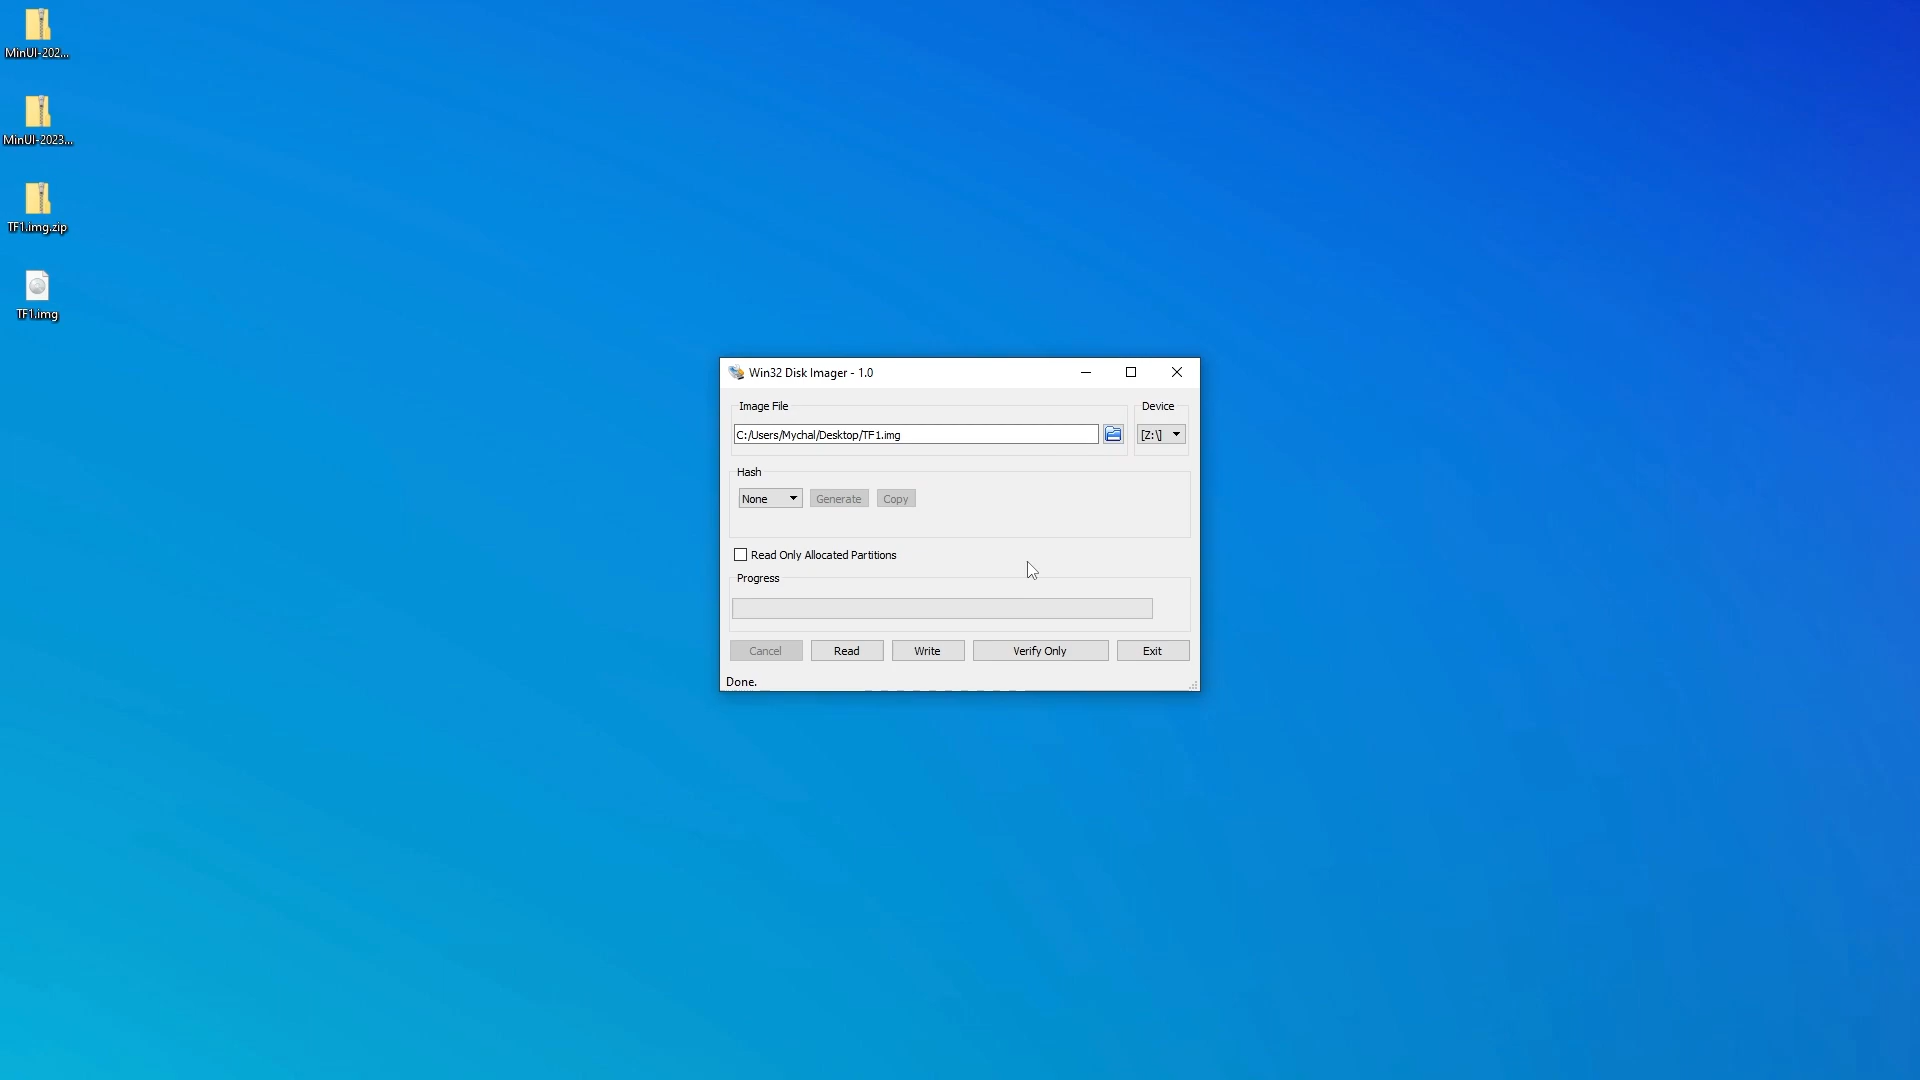 MinUI-202...
MinUI-2023...
TF1.img.zip
TF1.img
Win32 Disk Imager - 1.0
Image File
Device
C:/Users/Mychal/Desktop/TF1.img
[Z:\]
Hash
None
Generate
Copy
Read Only Allocated Partitions
Progress
Cancel
Read
Write
Verify Only
Exit
Done.